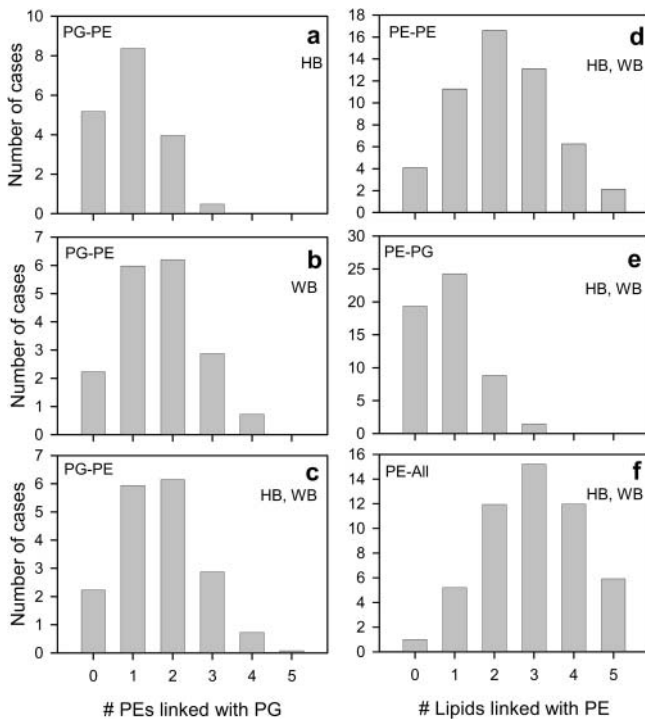 Number of cases
10
8
6
4
2
0
PG-PE
a
HB
Number of cases
7
6
5
4
3
2
1
0
PG-PE
b
WB
Number of cases
7
6
5
4
3
2
1
0
PG-PE
c
HB, WB
0 1 2 3 4 5
# PEs linked with PG
18
16
14
12
10
8
6
4
2
0
PE-PE
d
HB, WB
30
25
20
15
10
5
0
PE-PG
e
HB, WB
16
14
12
10
8
6
4
2
0
PE-All
f
HB, WB
0 1 2 3 4 5
# Lipids linked with PE